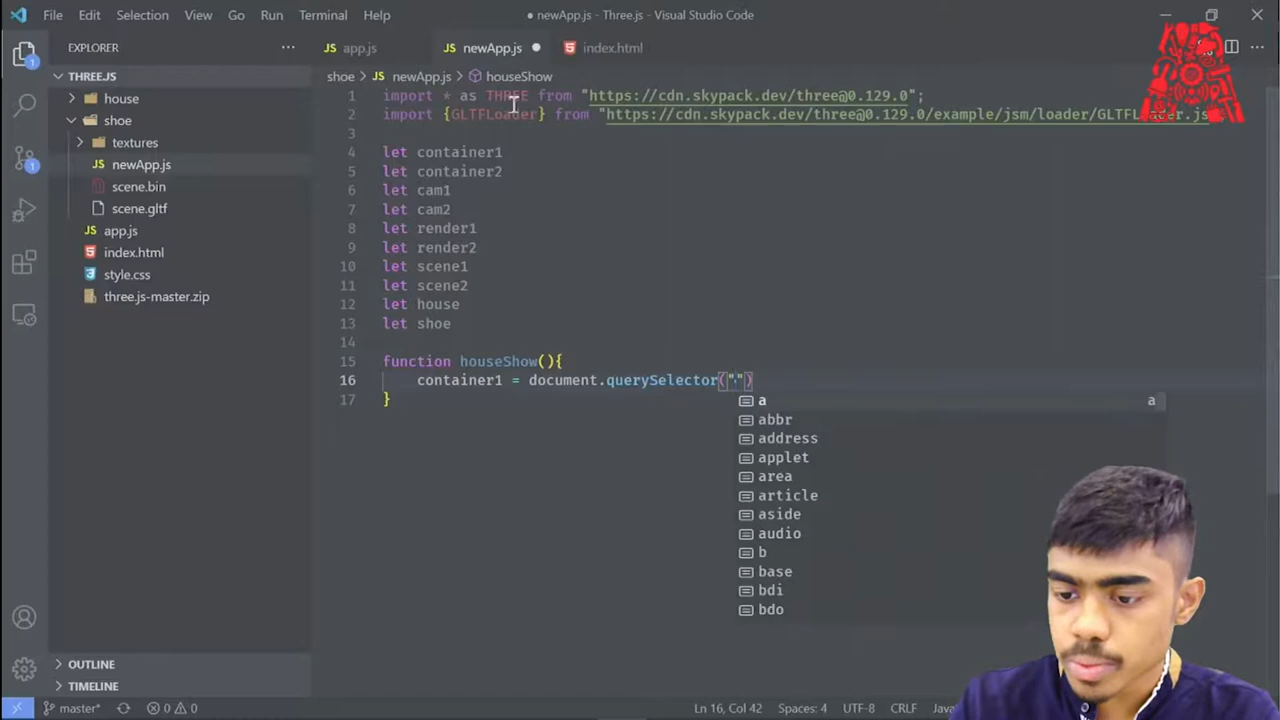 File Edit Selection View Go Run Terminal Help
● newApp.js - Three.js - Visual Studio Code
EXPLORER
THREE.JS
house
shoe
textures
JS newApp.js
scene.bin
scene.gltf
JS app.js
index.html
style.css
three.js-master.zip
OUTLINE
TIMELINE
JS app.js JS newApp.js ● index.html
shoe > JS newApp.js > houseShow
1 import * as THREE from "https://cdn.skypack.dev/three@0.129.0";
2 import {GLTFLoader} from "https://cdn.skypack.dev/three@0.129.0/example/jsm/loader/GLTFLoader.js
3
4 let container1
5 let container2
6 let cam1
7 let cam2
8 let render1
9 let render2
10 let scene1
11 let scene2
12 let house
13 let shoe
14
15 function houseShow(){
16 container1 = document.querySelector("")
17 }
a a
abbr
address
applet
area
article
aside
audio
b
base
bdi
bdo
master* 0 0 Ln 16, Col 42 Spaces: 4 UTF-8 CRLF